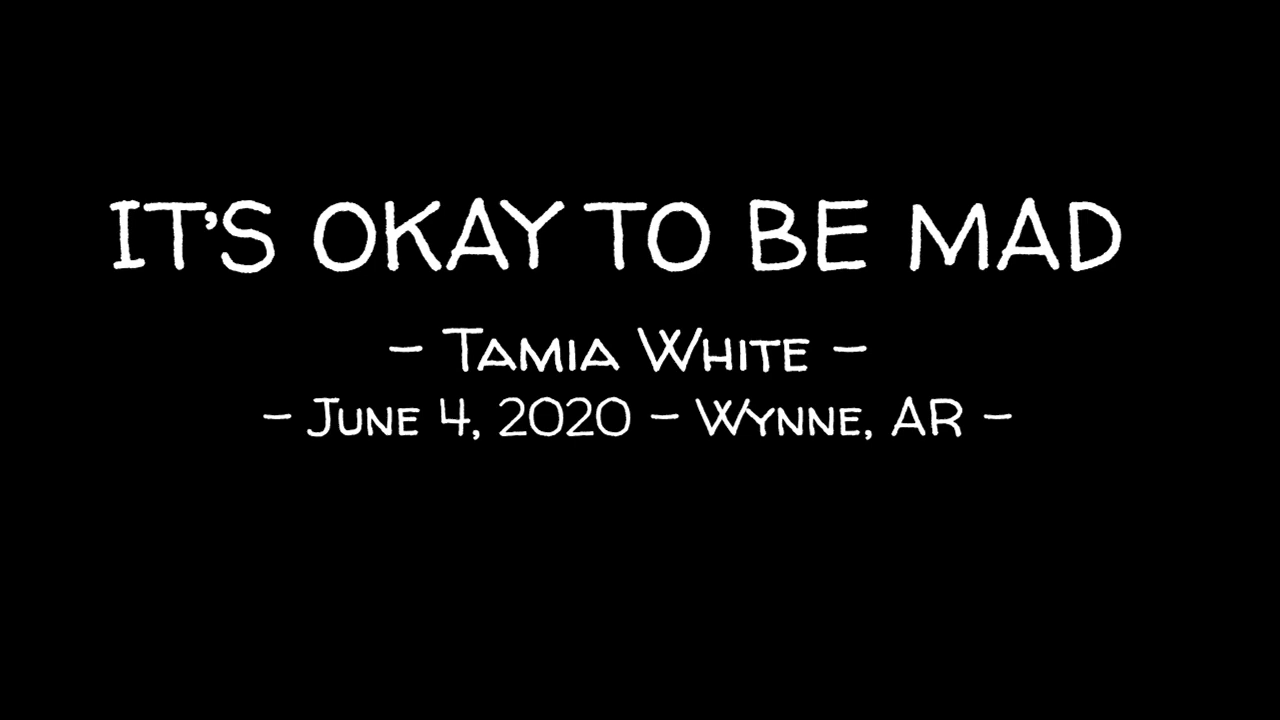 IT'S OKAY TO BE MAD
– Tamia White –
– June 4, 2020 – Wynne, AR –